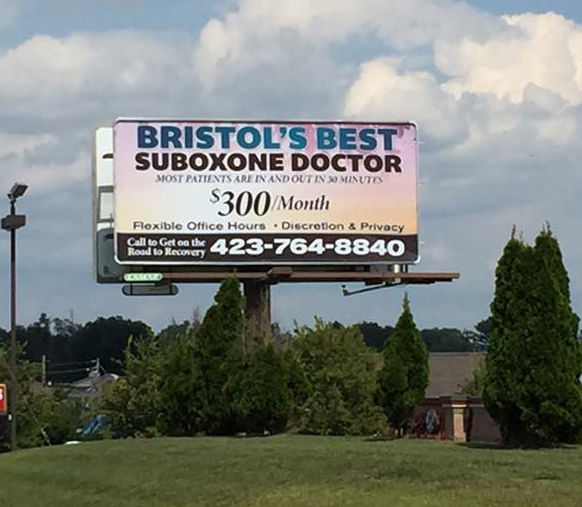 BRISTOL'S BEST
SUBOXONE DOCTOR
MOST PATIENTS ARE IN AND OUT IN 30 MINUTES
$300/Month
Flexible Office Hours • Discretion & Privacy
Call to Get on the
Road to Recovery 423-764-8840
LAMAR